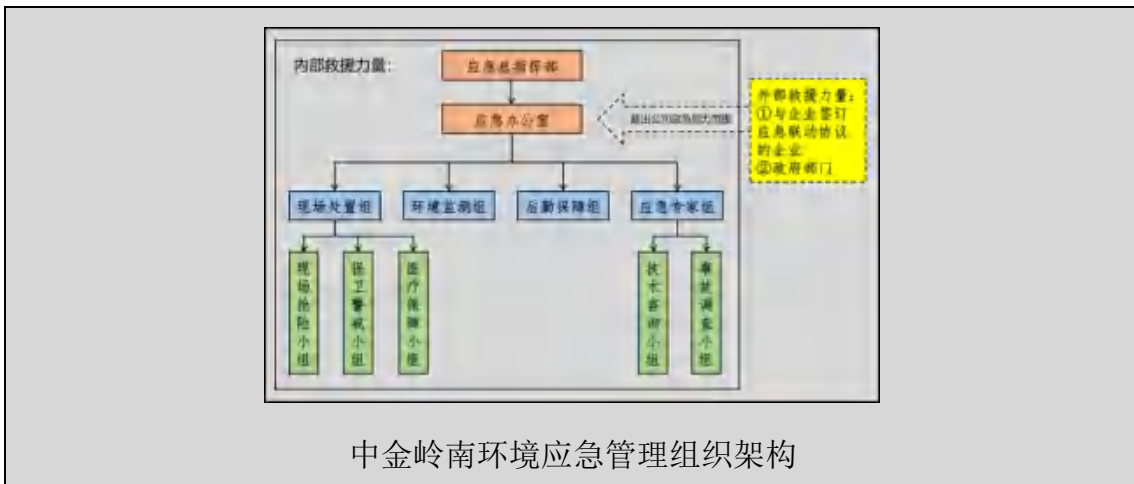 内部救援力量：
应急总指挥部
应急办公室
超出公司应急能力范围
外部救援力量：
①与企业签订
应急联动协议
的企业
②政府部门
现场处置组
环境监测组
后勤保障组
应急专家组
现场抢险小组
保卫警戒小组
医疗保障小组
技术咨询小组
事故调查小组
中金岭南环境应急管理组织架构